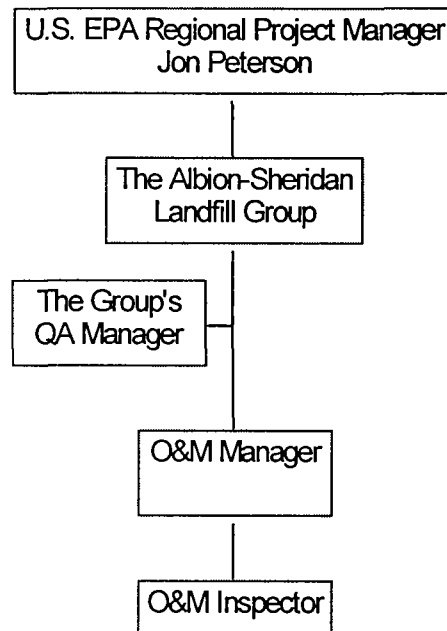 U.S. EPA Regional Project Manager
Jon Peterson
The Albion-Sheridan
Landfill Group
The Group's
QA Manager
O&M Manager
O&M Inspector